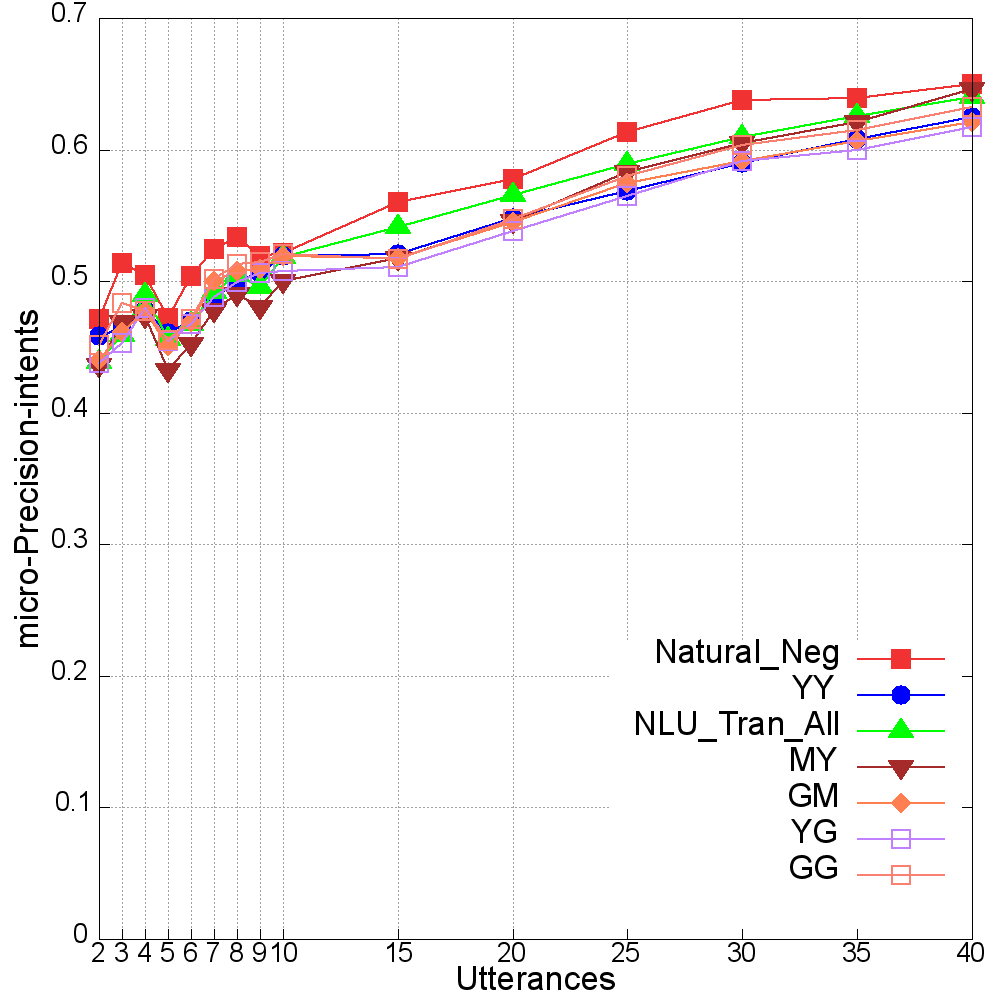 0.7
0.6
0.5
0.4
0.3
0.2
0.1
0
micro-Precision-intents
Natural_Neg
YY
NLU_Tran_All
MY
GM
YG
GG
2 3 4 5 6 7 8 9 10 15 20 25 30 35 40
Utterances